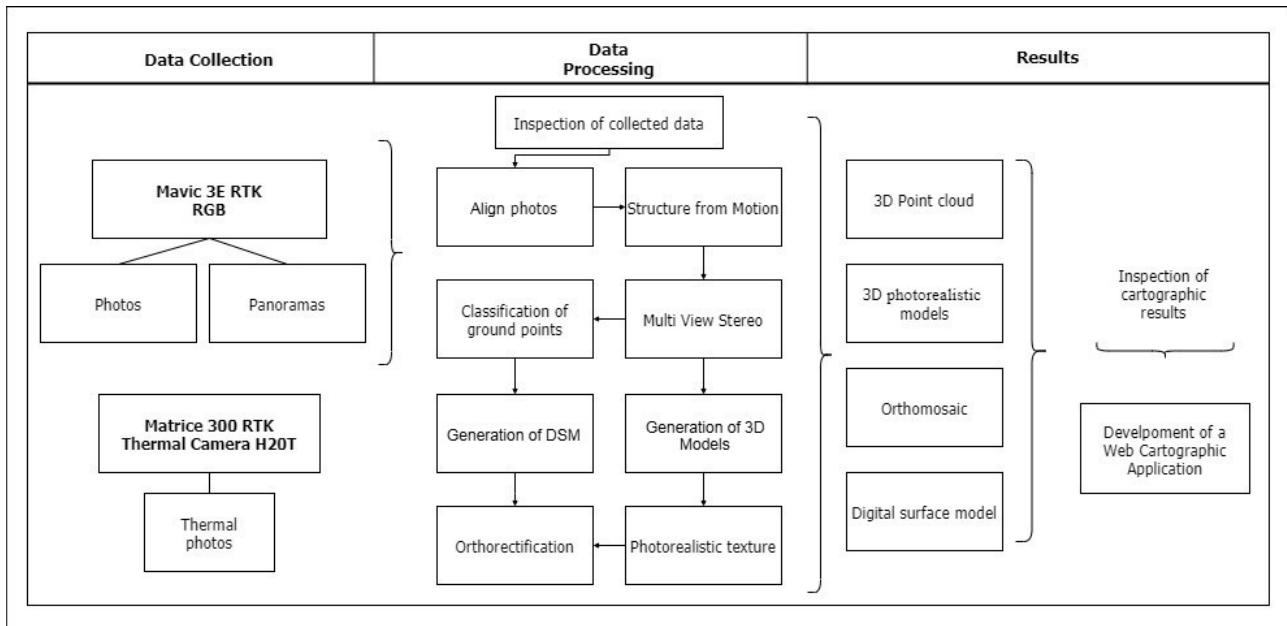 Data Collection
Data
Processing
Results
Mavic 3E RTK
RGB
Photos
Panoramas
Matrice 300 RTK
Thermal Camera H20T
Thermal
photos
Inspection of collected data
Align photos
Structure from Motion
Classification of
ground points
Multi View Stereo
Generation of DSM
Generation of 3D
Models
Orthorectification
Photorealistic texture
3D Point cloud
3D photorealistic
models
Orthomosaic
Digital surface model
Inspection of
cartographic
results
Develpoment of a
Web Cartographic
Application